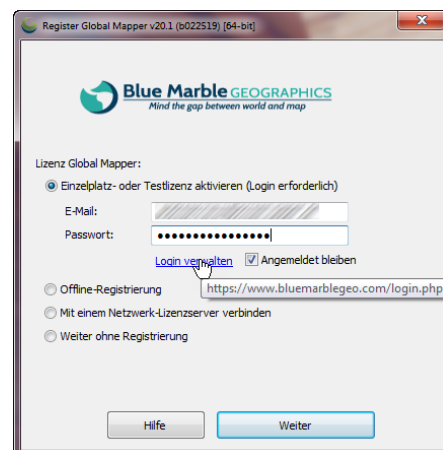 Register Global Mapper v20.1 (b022519) [64-bit]
Blue Marble GEOGRAPHICS
Mind the gap between world and map
Lizenz Global Mapper:
Einzelplatz- oder Testlizenz aktivieren (Login erforderlich)
E-Mail:
Passwort:
Login verwalten Angemeldet bleiben
Offline-Registrierung
https://www.bluemarblegeo.com/login.php
Mit einem Netzwerk-Lizenzserver verbinden
Weiter ohne Registrierung
Hilfe Weiter